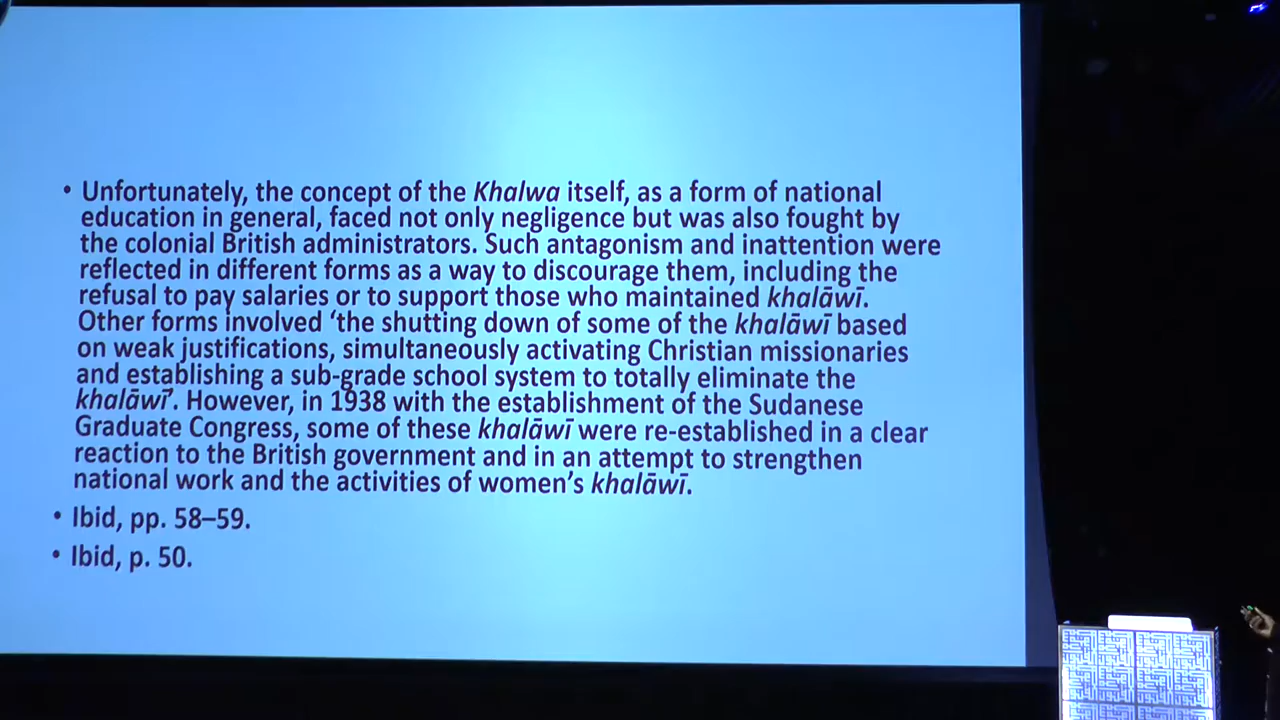 • Unfortunately, the concept of the Khalwa itself, as a form of national
education in general, faced not only negligence but was also fought by
the colonial British administrators. Such antagonism and inattention were
reflected in different forms as a way to discourage them, including the
refusal to pay salaries or to support those who maintained khalāwī.
Other forms involved ‘the shutting down of some of the khalāwī based
on weak justifications, simultaneously activating Christian missionaries
and establishing a sub-grade school system to totally eliminate the
khalāwī’. However, in 1938 with the establishment of the Sudanese
Graduate Congress, some of these khalāwī were re-established in a clear
reaction to the British government and in an attempt to strengthen
national work and the activities of women’s khalāwī.
• Ibid, pp. 58–59.
• Ibid, p. 50.